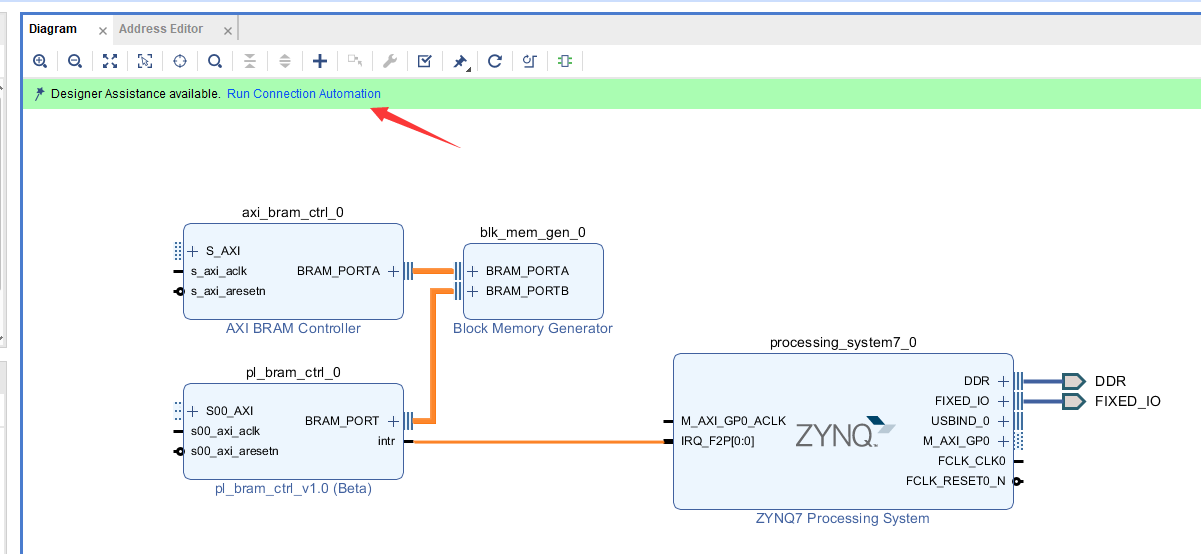 Diagram
Address Editor
Designer Assistance available. Run Connection Automation
axi_bram_ctrl_0
S_AXI
s_axi_aclk
s_axi_aresetn
BRAM_PORTA
AXI BRAM Controller
blk_mem_gen_0
BRAM_PORTA
BRAM_PORTB
Block Memory Generator
pl_bram_ctrl_0
S00_AXI
s00_axi_aclk
s00_axi_aresetn
BRAM_PORT
intr
pl_bram_ctrl_v1.0 (Beta)
processing_system7_0
M_AXI_GP0_ACLK
IRQ_F2P[0:0]
ZYNQ
DDR
FIXED_IO
USBIND_0
M_AXI_GP0
FCLK_CLK0
FCLK_RESET0_N
ZYNQ7 Processing System
DDR
FIXED_IO